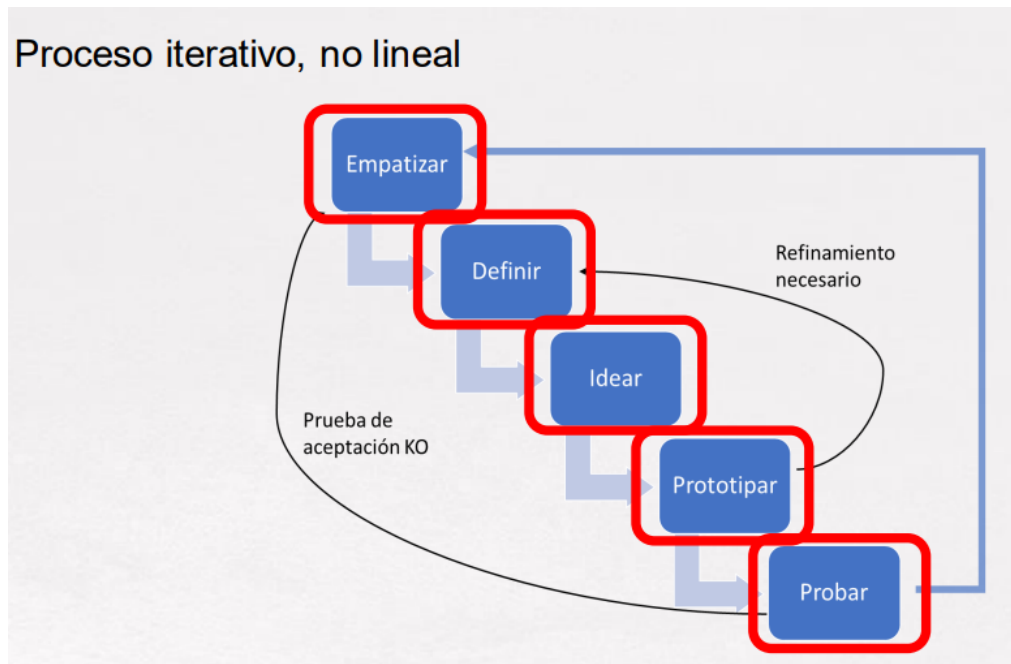 Proceso iterativo, no lineal
Empatizar
Definir
Refinamiento
necesario
Idear
Prueba de
aceptación KO
Prototipar
Probar